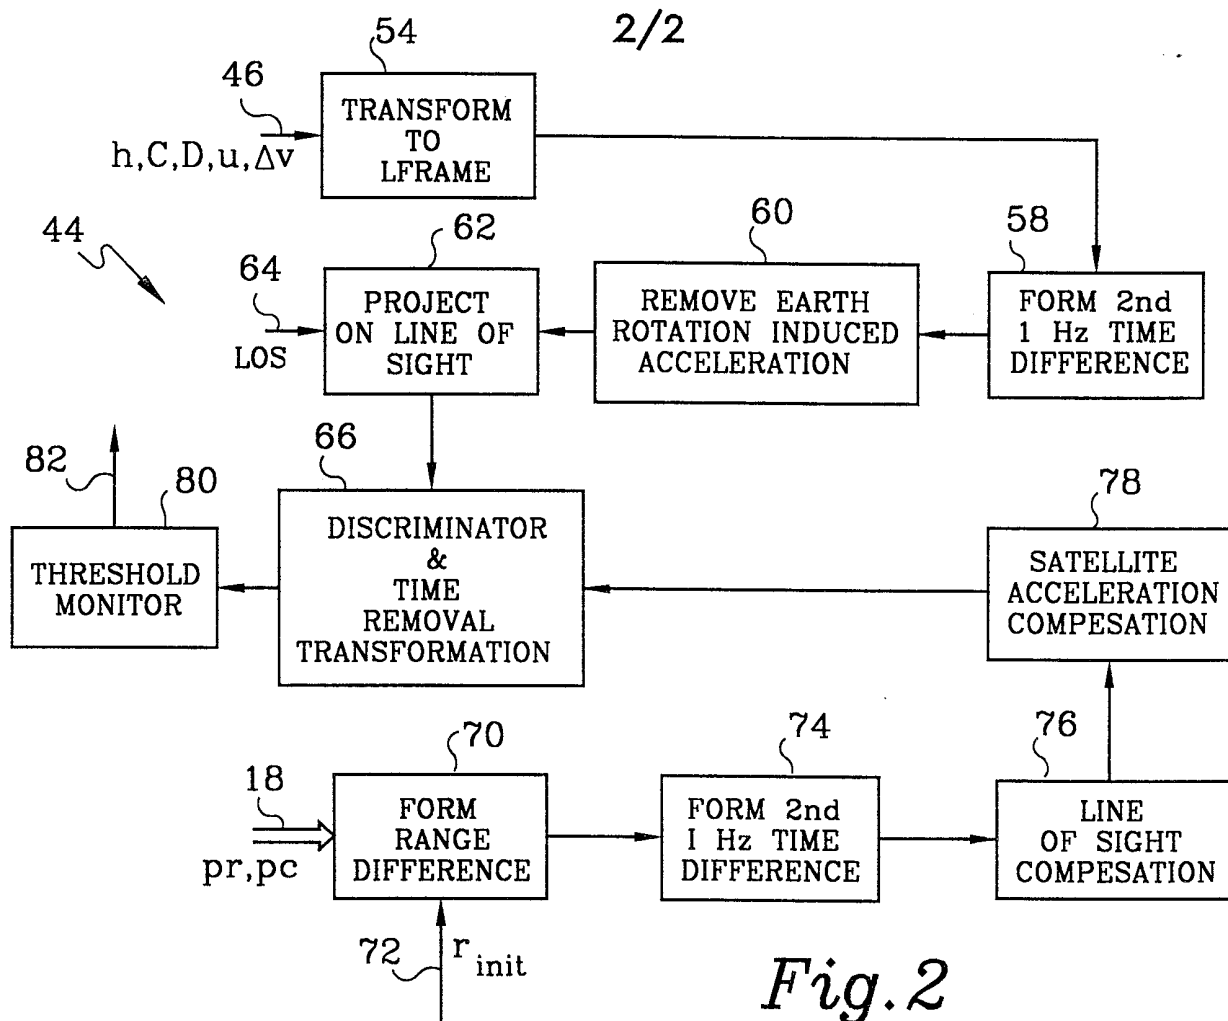 2/2
54
46
TRANSFORM
TO
LFRAME
h,C,D,u,Δv
44
62
60
58
64
PROJECT
ON LINE OF
SIGHT
REMOVE EARTH
ROTATION INDUCED
ACCELERATION
FORM 2nd
1 Hz TIME
DIFFERENCE
LOS
82
80
66
78
THRESHOLD
MONITOR
DISCRIMINATOR
&
TIME
REMOVAL
TRANSFORMATION
SATELLITE
ACCELERATION
COMPESATION
70
74
76
18
FORM
RANGE
DIFFERENCE
FORM 2nd
1 Hz TIME
DIFFERENCE
LINE
OF SIGHT
COMPESATION
pr,pc
72
r init
Fig.2